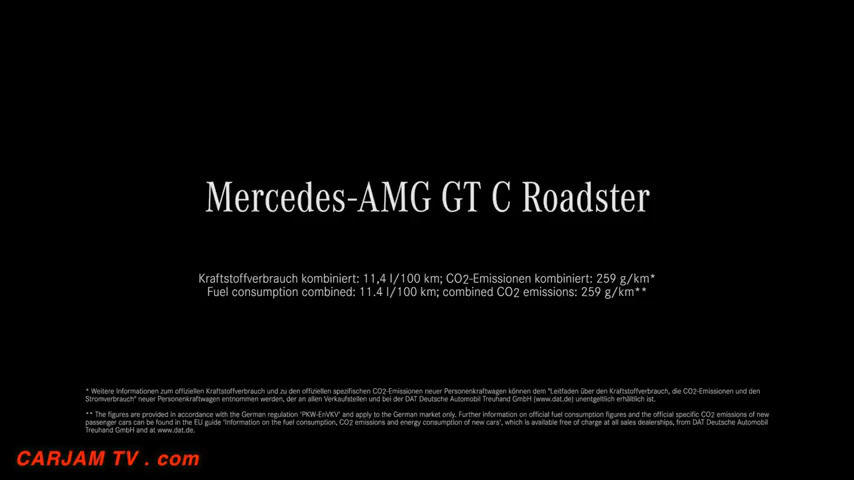 Mercedes-AMG GT C Roadster
Kraftstoffverbrauch kombiniert: 11,4 l/100 km; CO2-Emissionen kombiniert: 259 g/km*
Fuel consumption combined: 11.4 l/100 km; combined CO2 emissions: 259 g/km**
* Weitere Informationen zum offiziellen Kraftstoffverbrauch und zu den offiziellen spezifischen CO2-Emissionen neuer Personenkraftwagen können dem "Leitfaden über den Kraftstoffverbrauch, die CO2-Emissionen und den
Stromverbrauch" neuer Personenkraftwagen entnommen werden, der an allen Verkaufstellen und bei der DAT Deutsche Automobil Treuhand GmbH (www.dat.de) unentgeltlich erhältlich ist.
** The figures are provided in accordance with the German regulation 'PKW-EnVKV' and apply to the German market only. Further information on official fuel consumption figures and the official specific CO2 emissions of new
passenger cars can be found in the EU guide 'Information on the fuel consumption, CO2 emissions and energy consumption of new cars', which is available free of charge at all sales dealerships, from DAT Deutsche Automobil
Treuhand GmbH and at www.dat.de.
CARJAM TV . com